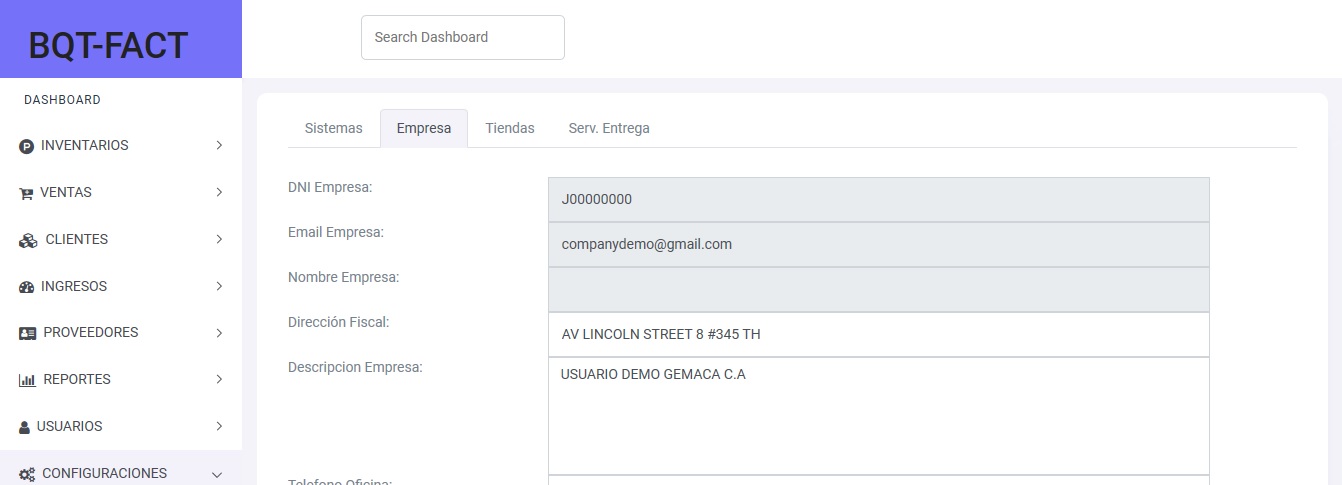 BQT-FACT
Search Dashboard
DASHBOARD
INVENTARIOS
VENTAS
CLIENTES
INGRESOS
PROVEEDORES
REPORTES
USUARIOS
CONFIGURACIONES
Sistemas Empresa Tiendas Serv. Entrega
DNI Empresa: J00000000
Email Empresa: companydemo@gmail.com
Nombre Empresa:
Dirección Fiscal: AV LINCOLN STREET 8 #345 TH
Descripcion Empresa: USUARIO DEMO GEMACA C.A
Telefono Oficina: